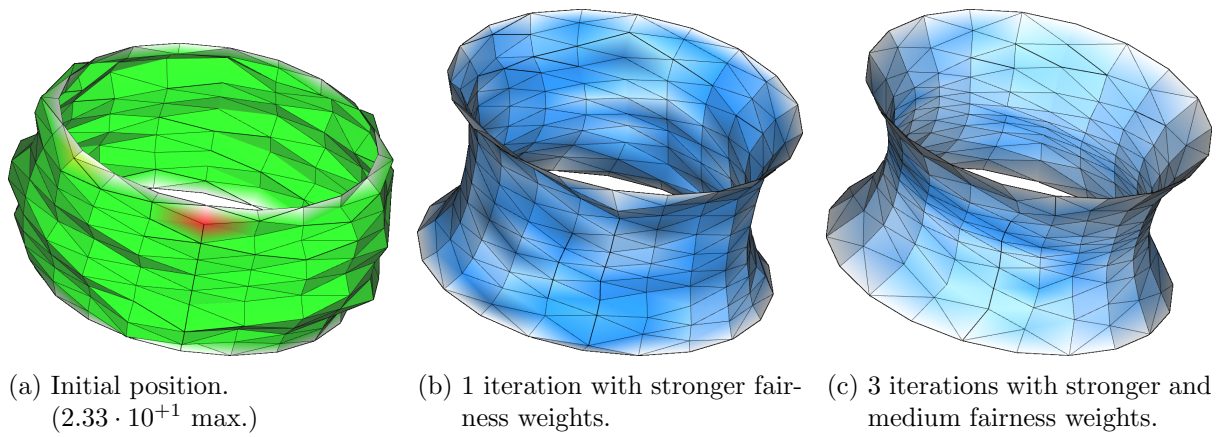 (a) Initial position.
(2.33 · 10⁺¹ max.)
(b) 1 iteration with stronger fair-
ness weights.
(c) 3 iterations with stronger and
medium fairness weights.